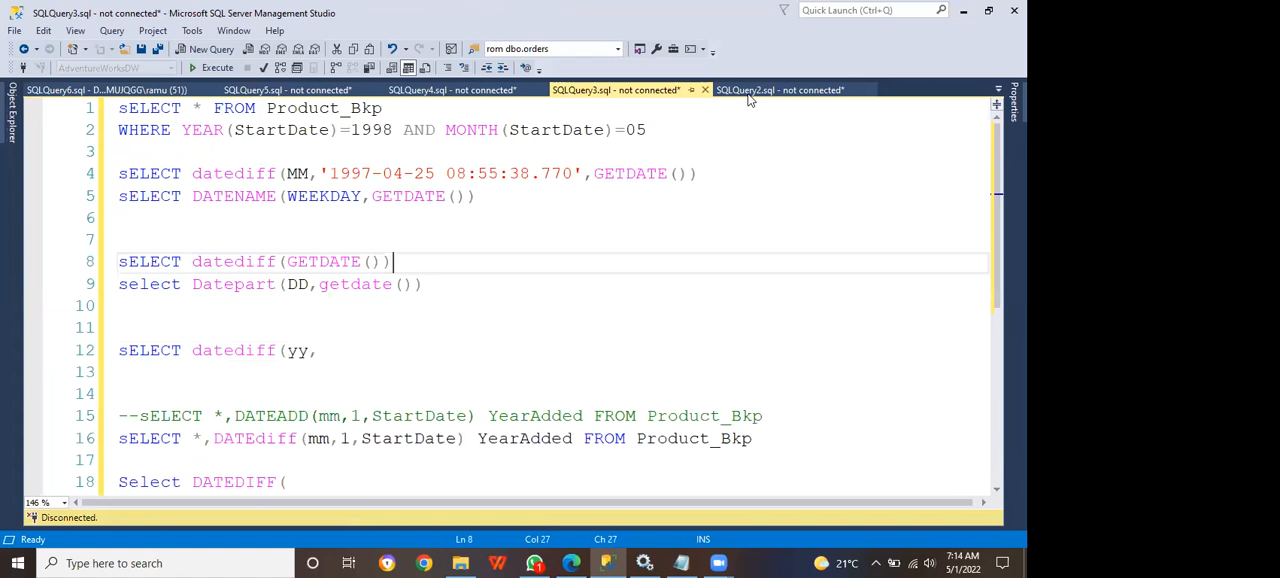 SQLQuery3.sql - not connected* - Microsoft SQL Server Management Studio
Quick Launch (Ctrl+Q)
File Edit View Query Project Tools Window Help
New Query
rom dbo.orders
AdventureWorksDW
Execute
SQLQuery6.sql - D...MUJQGG\ramu (51)) SQLQuery5.sql - not connected* SQLQuery4.sql - not connected* SQLQuery3.sql - not connected* SQLQuery2.sql - not connected*
Object Explorer
Properties
1 sELECT * FROM Product_Bkp
2 WHERE YEAR(StartDate)=1998 AND MONTH(StartDate)=05
3
4 sELECT datediff(MM,'1997-04-25 08:55:38.770',GETDATE())
5 sELECT DATENAME(WEEKDAY,GETDATE())
6
7
8 sELECT datediff(GETDATE())
9 select Datepart(DD,getdate())
10
11
12 sELECT datediff(yy,
13
14
15 --sELECT *,DATEADD(mm,1,StartDate) YearAdded FROM Product_Bkp
16 sELECT *,DATEdiff(mm,1,StartDate) YearAdded FROM Product_Bkp
17
18 Select DATEDIFF(
146 %
Disconnected.
Ready Ln 8 Col 27 Ch 27 INS
Type here to search
1
21°C
7:14 AM
5/1/2022